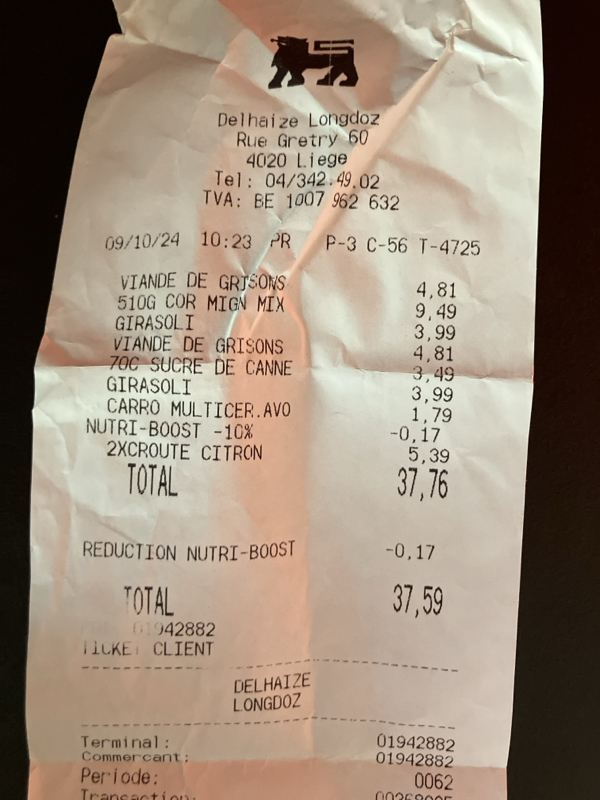 Delhaize Longdoz
Rue Gretry 60
4020 Liege
Tel: 04/342.49.02
TVA: BE 1007 962 632
09/10/24 10:23 PR P-3 C-56 T-4725
VIANDE DE GRISONS 4,81
510G COR MIGN MIX 9,49
GIRASOLI 3,99
VIANDE DE GRISONS 4,81
70C SUCRE DE CANNE 3,49
GIRASOLI 3,99
CARRO MULTICER.AVO 1,79
NUTRI-BOOST -10% -0,17
2XCROUTE CITRON 5,39
TOTAL 37,76
REDUCTION NUTRI-BOOST -0,17
TOTAL 37,59
01942882
TICKET CLIENT
DELHAIZE
LONGDOZ
Terminal: 01942882
Commercant: 01942882
Periode: 0062
Transaction: